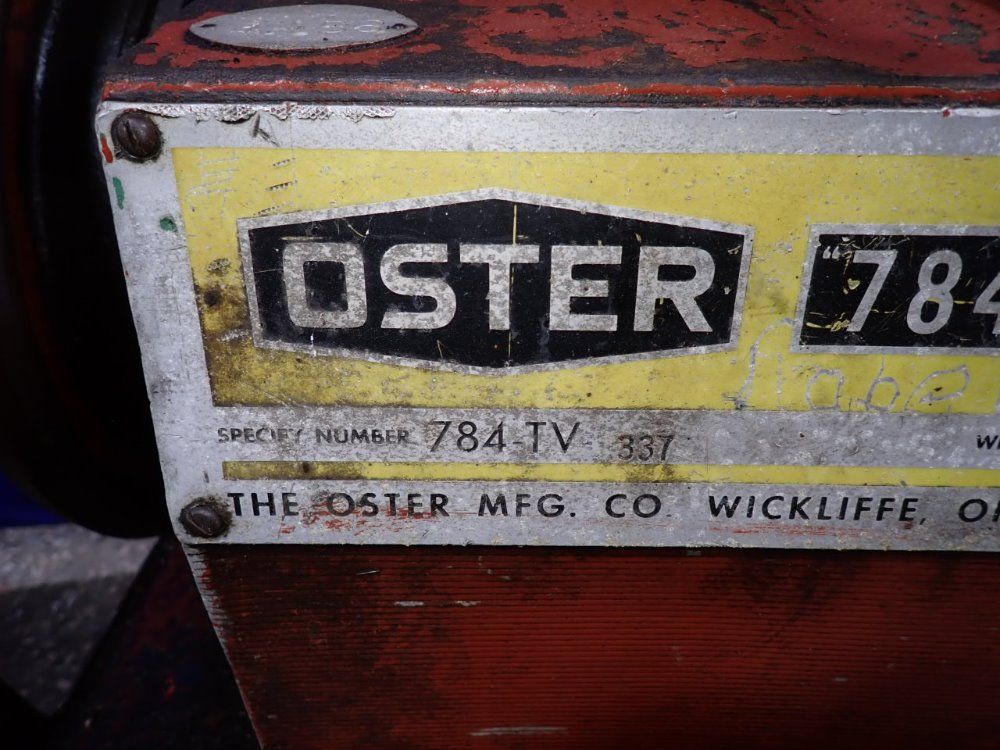 OSTER
"784
SPECIFY NUMBER 784-TV- 337
THE OSTER MFG. CO. WICKLIFFE,